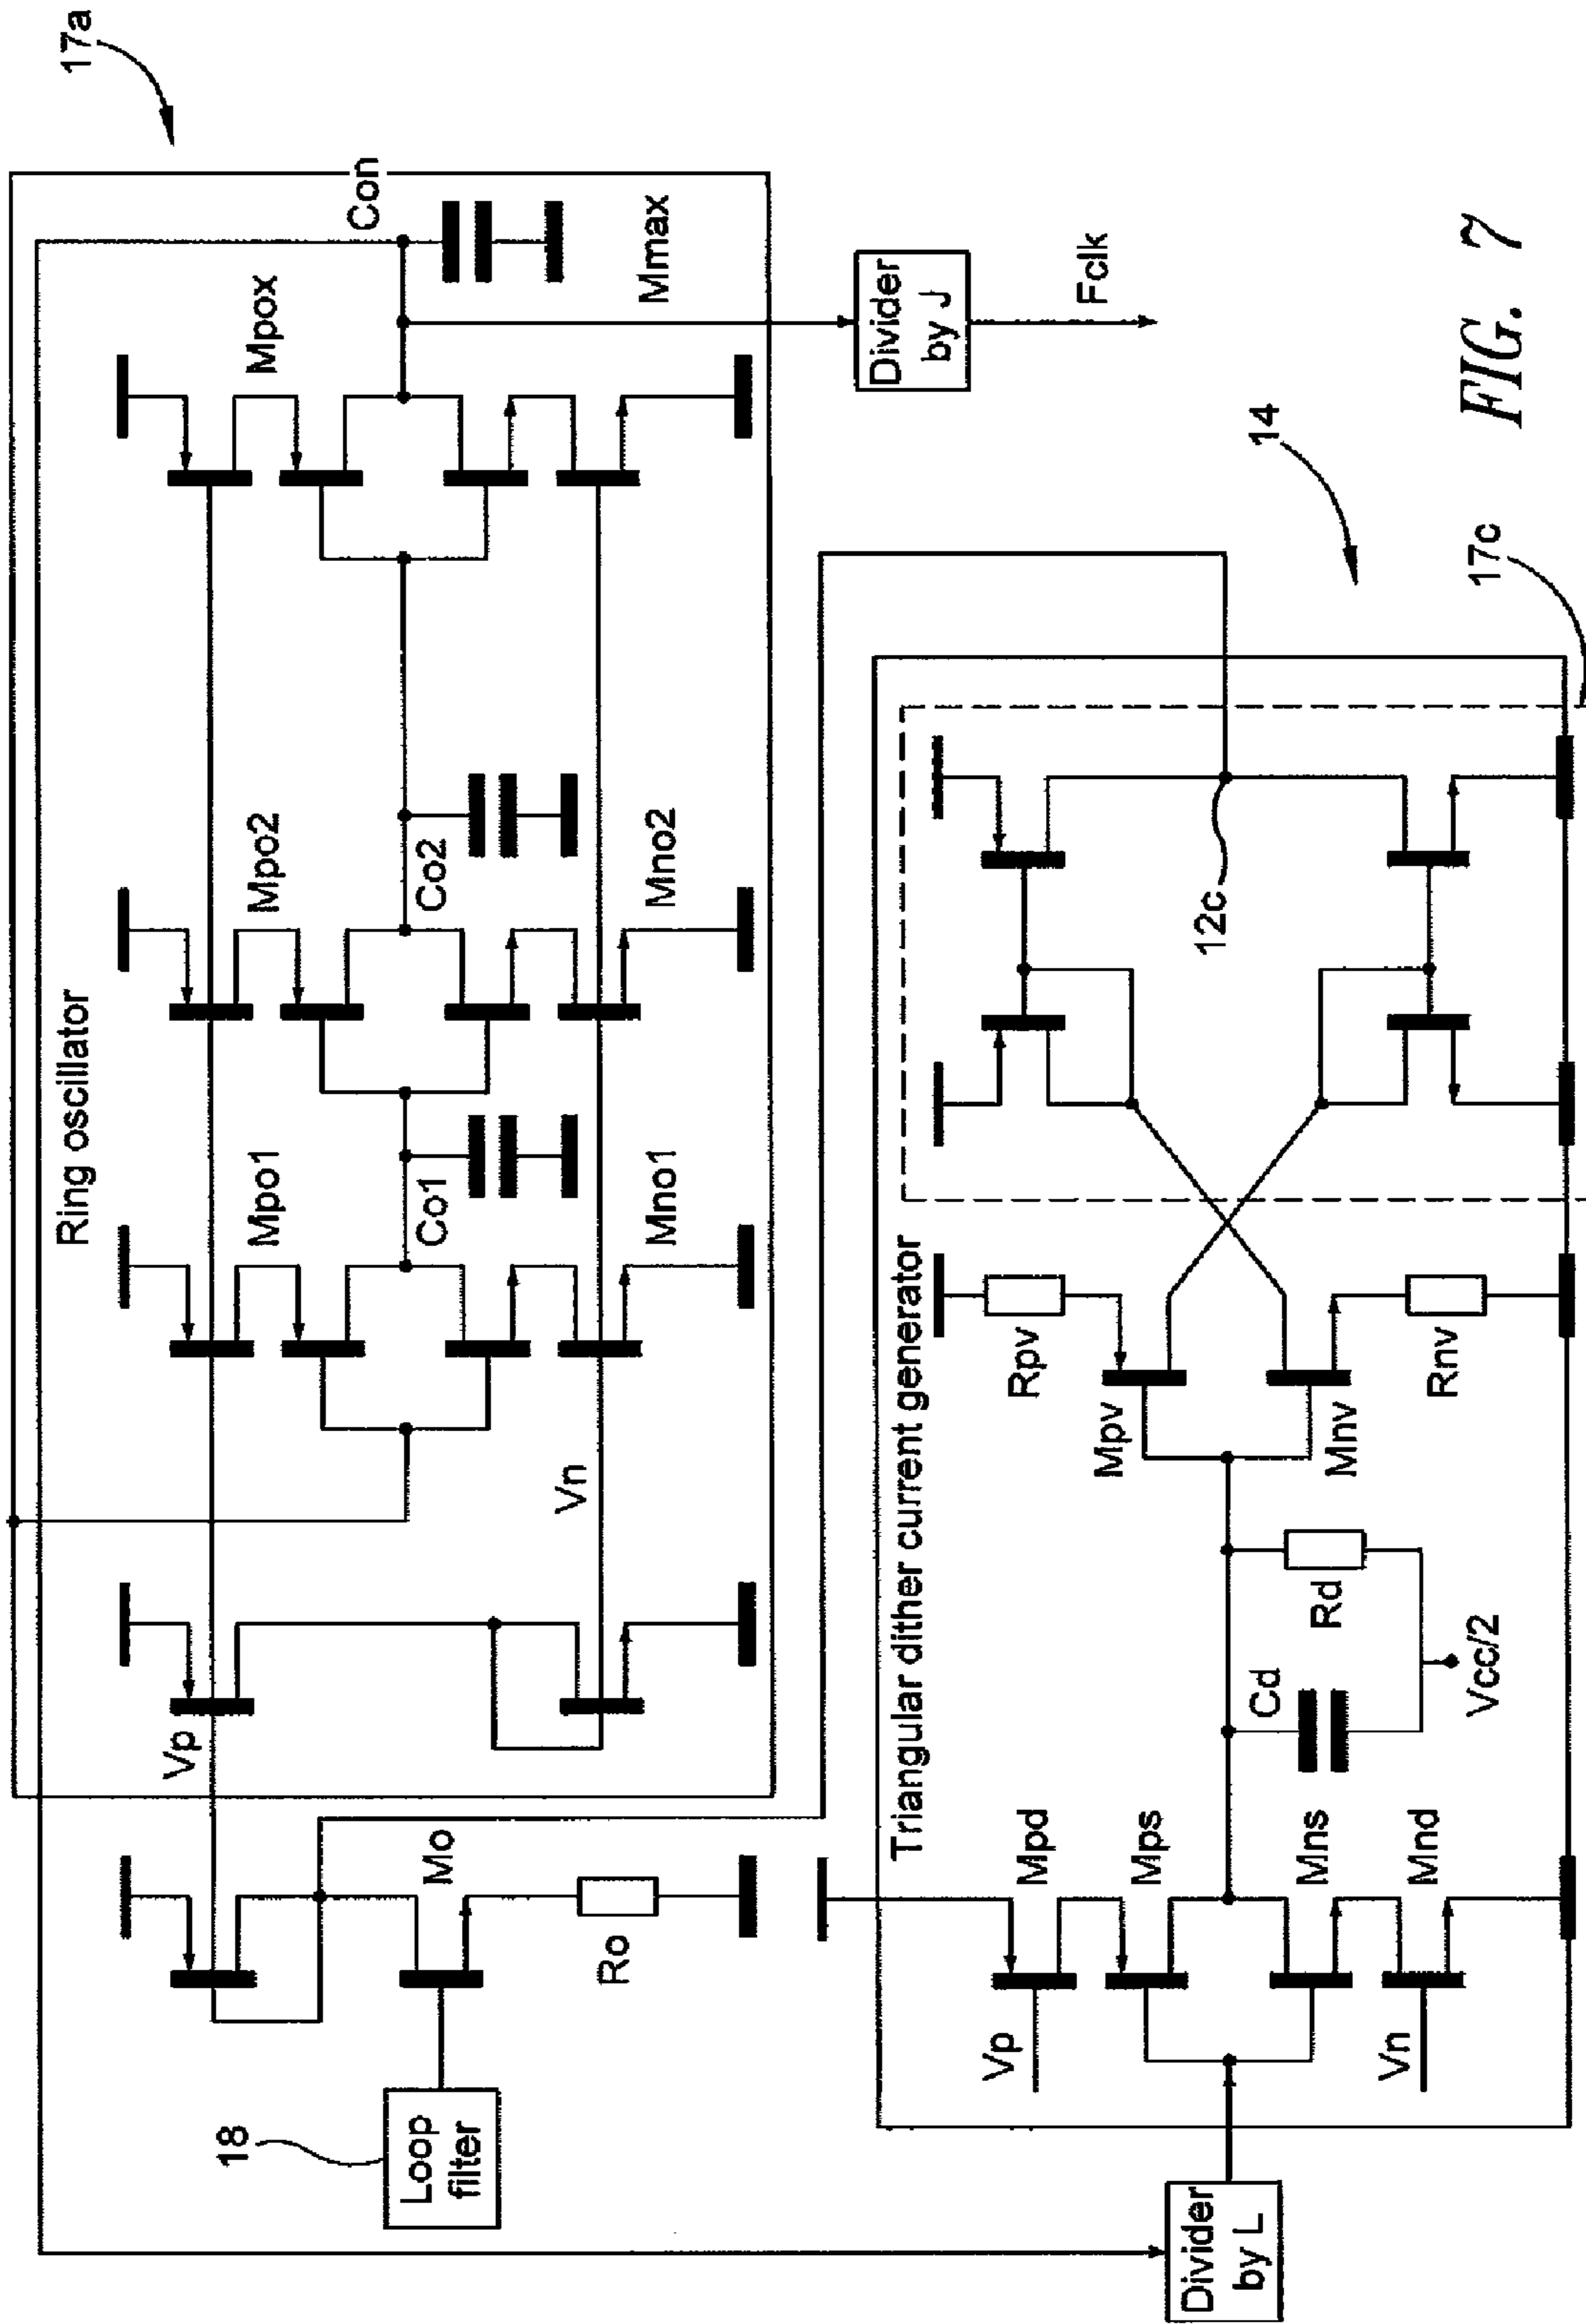 17a
Ring oscillator
Con
Mpox
Mmax
Mpo2
Co2
Mno2
Mpo1
Co1
Mno1
Vp
Vn
Mo
Ro
18
Loop
filter
Divider
by J
Fclk
FIG. 7
14
17c
Triangular dither current generator
12c
Rpv
Mpv
Mnv
Rnv
Rd
Cd
Vcc/2
Mpd
Mps
Mns
Mnd
Vp
Vn
Divider
by L